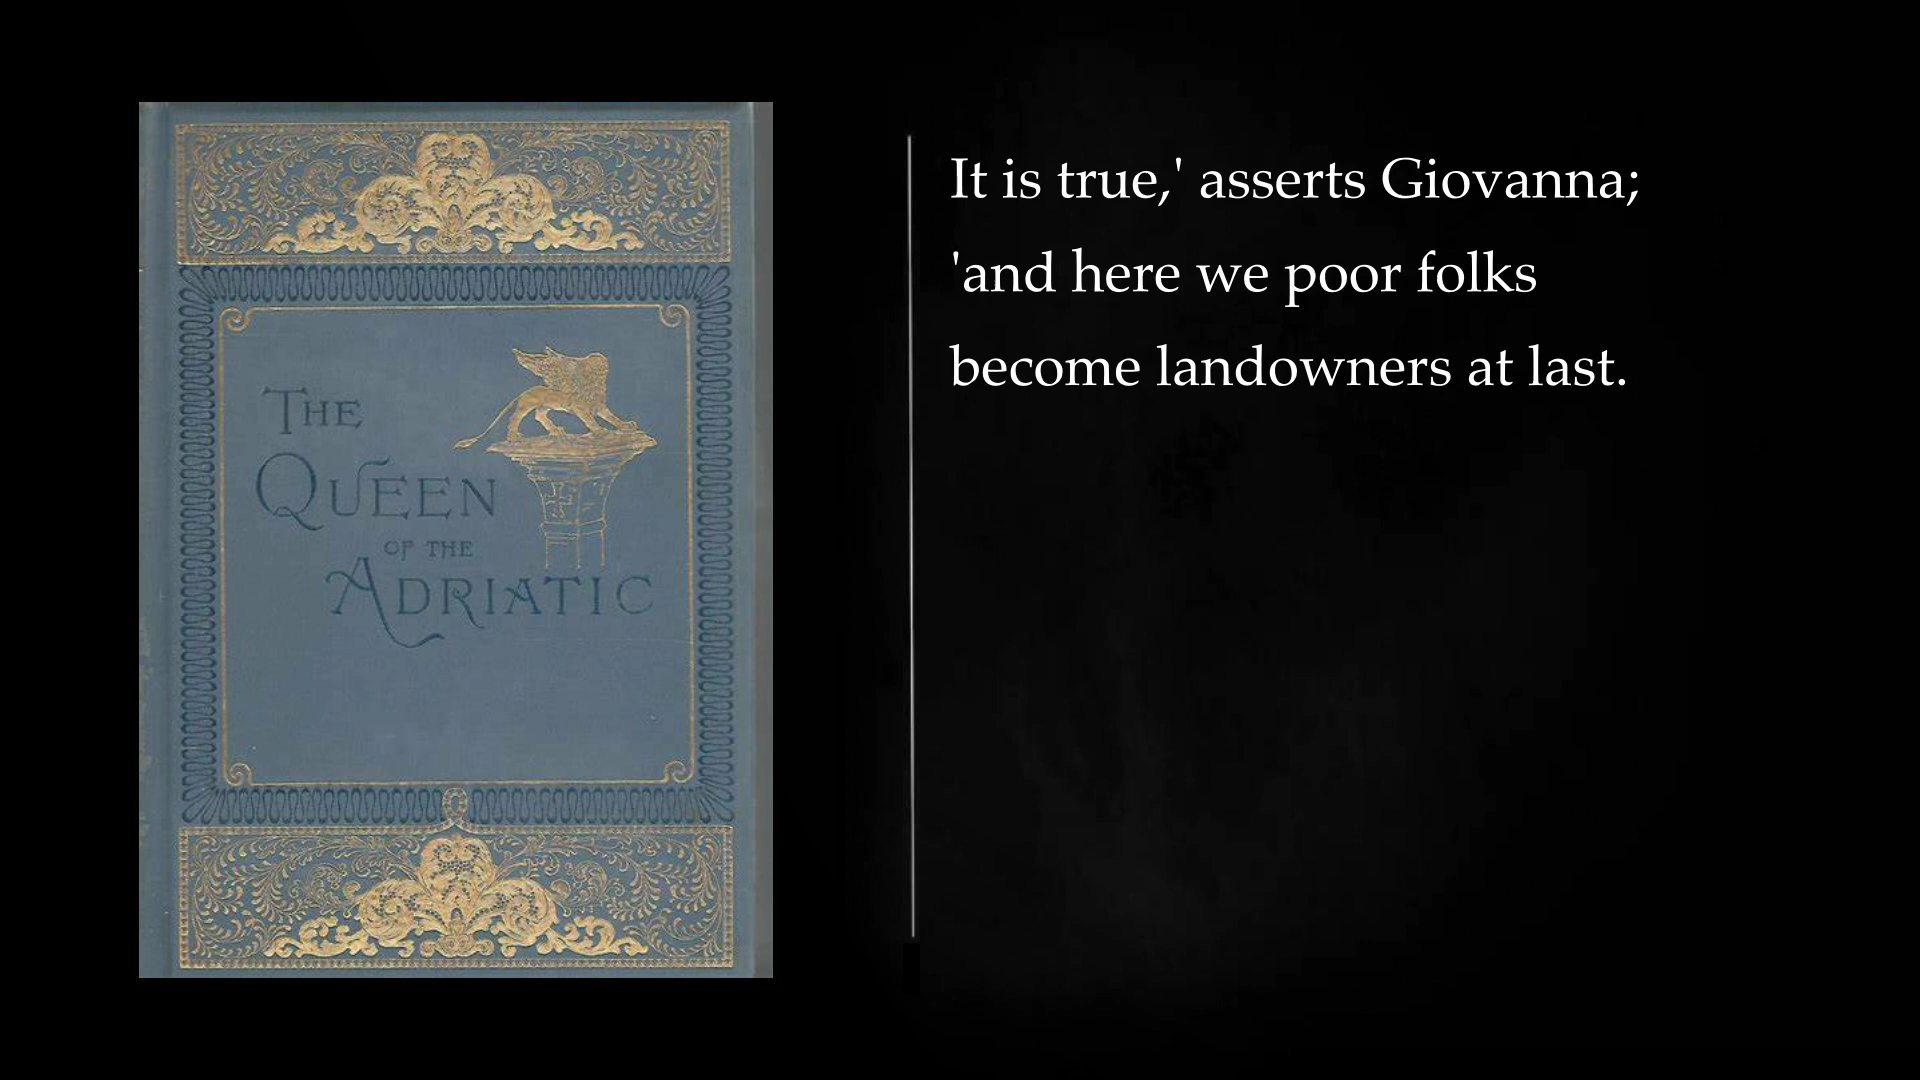 THE
QUEEN
OF THE
ADRIATIC
It is true,' asserts Giovanna;
'and here we poor folks
become landowners at last.